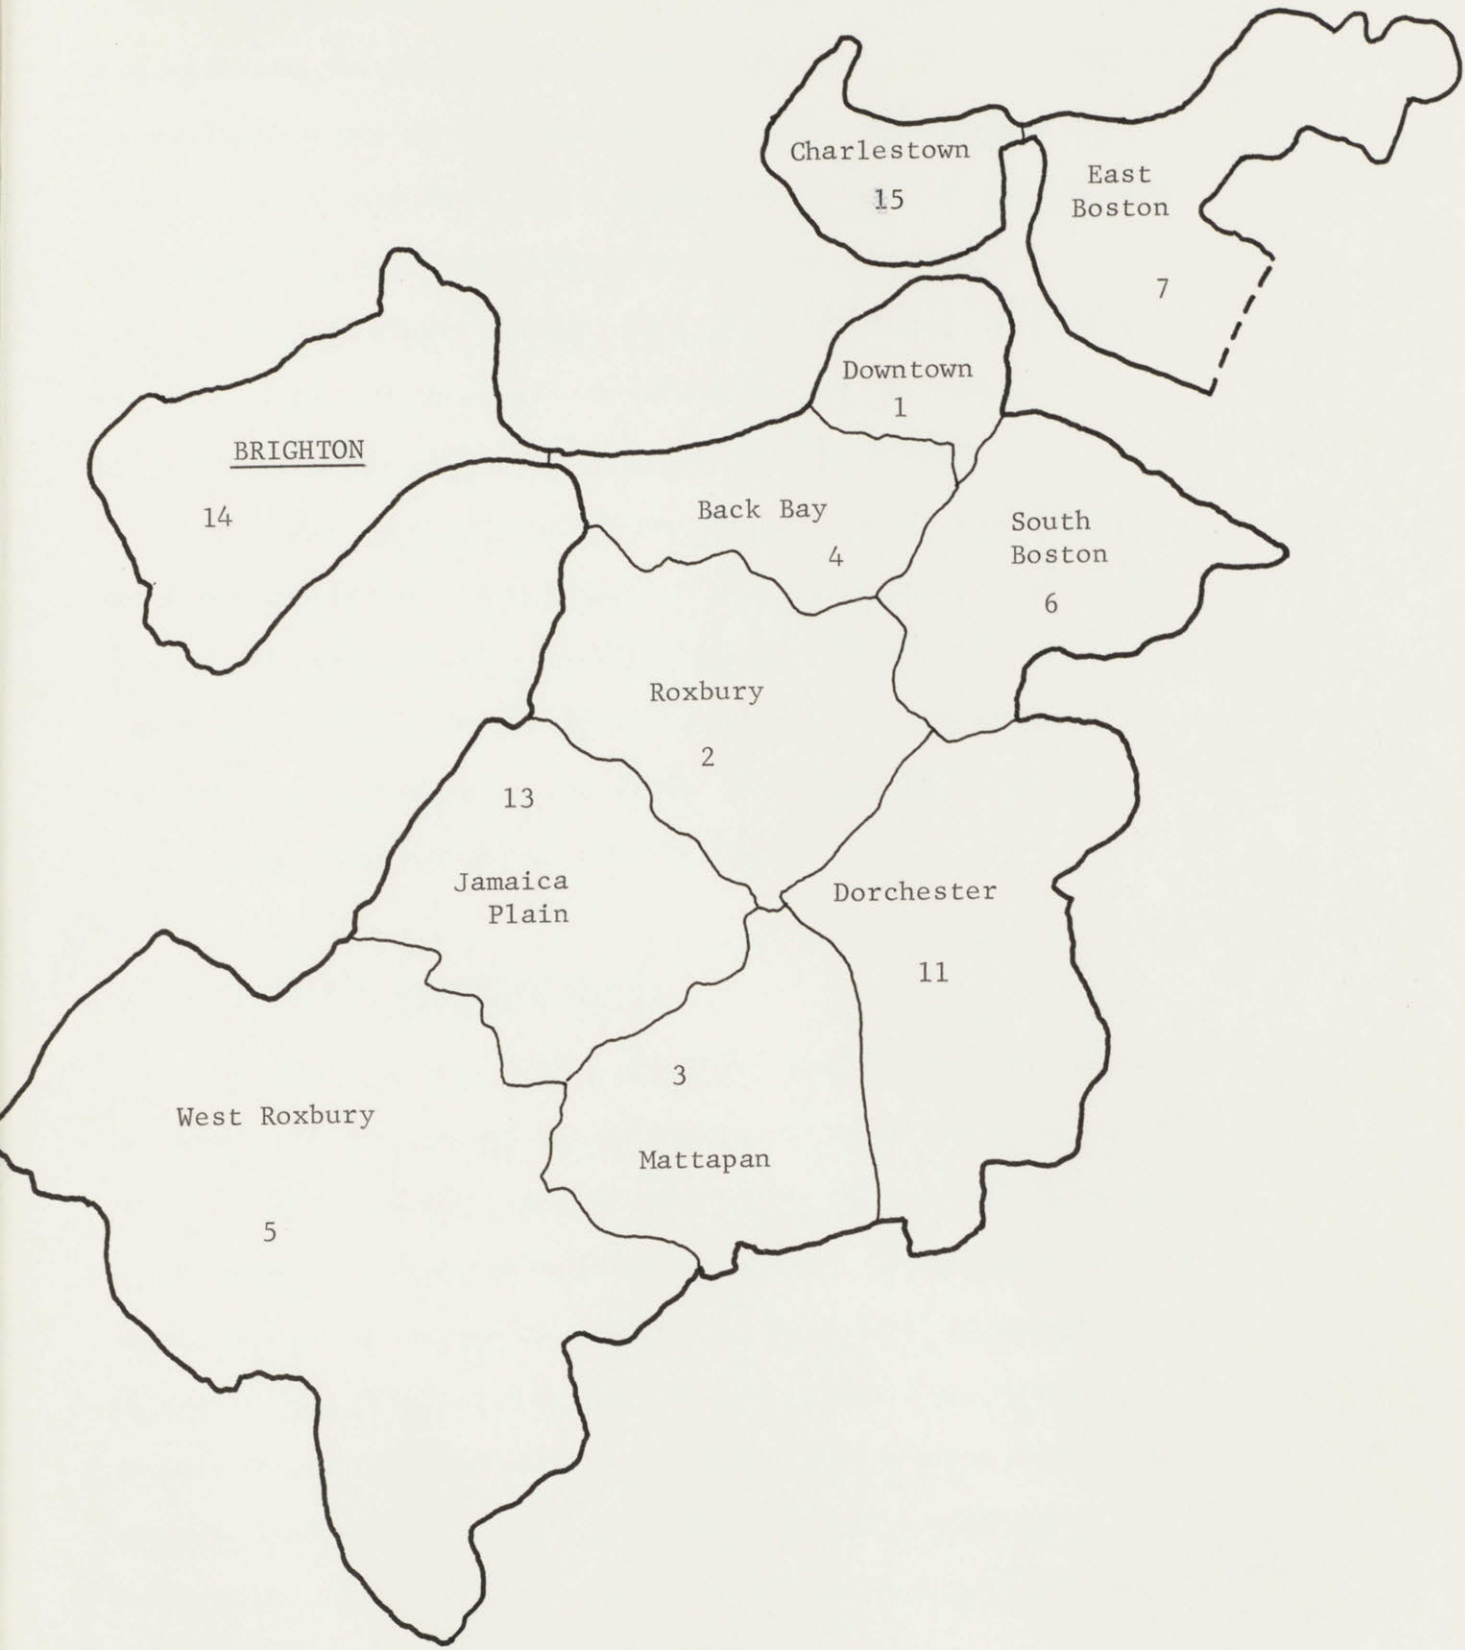 Charlestown
15
East
Boston
7
Downtown
1
BRIGHTON
14
Back Bay
4
South
Boston
6
Roxbury
2
13
Jamaica
Plain
Dorchester
11
3
Mattapan
West Roxbury
5